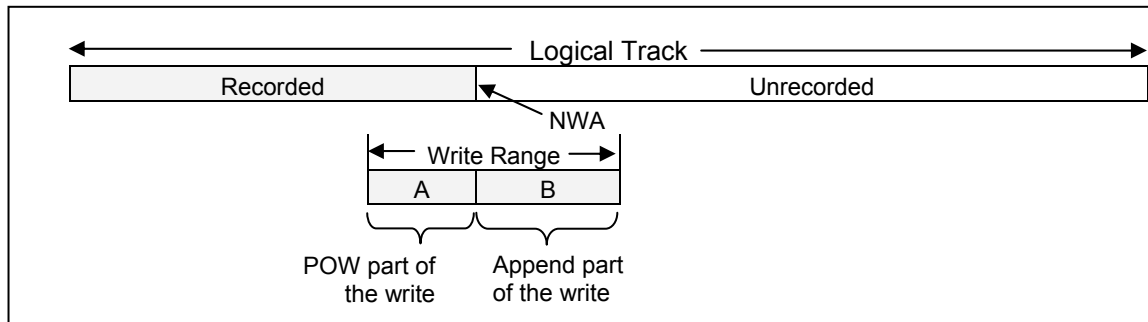 Logical Track
Recorded
Unrecorded
NWA
Write Range
A
B
POW part of
the write
Append part
of the write